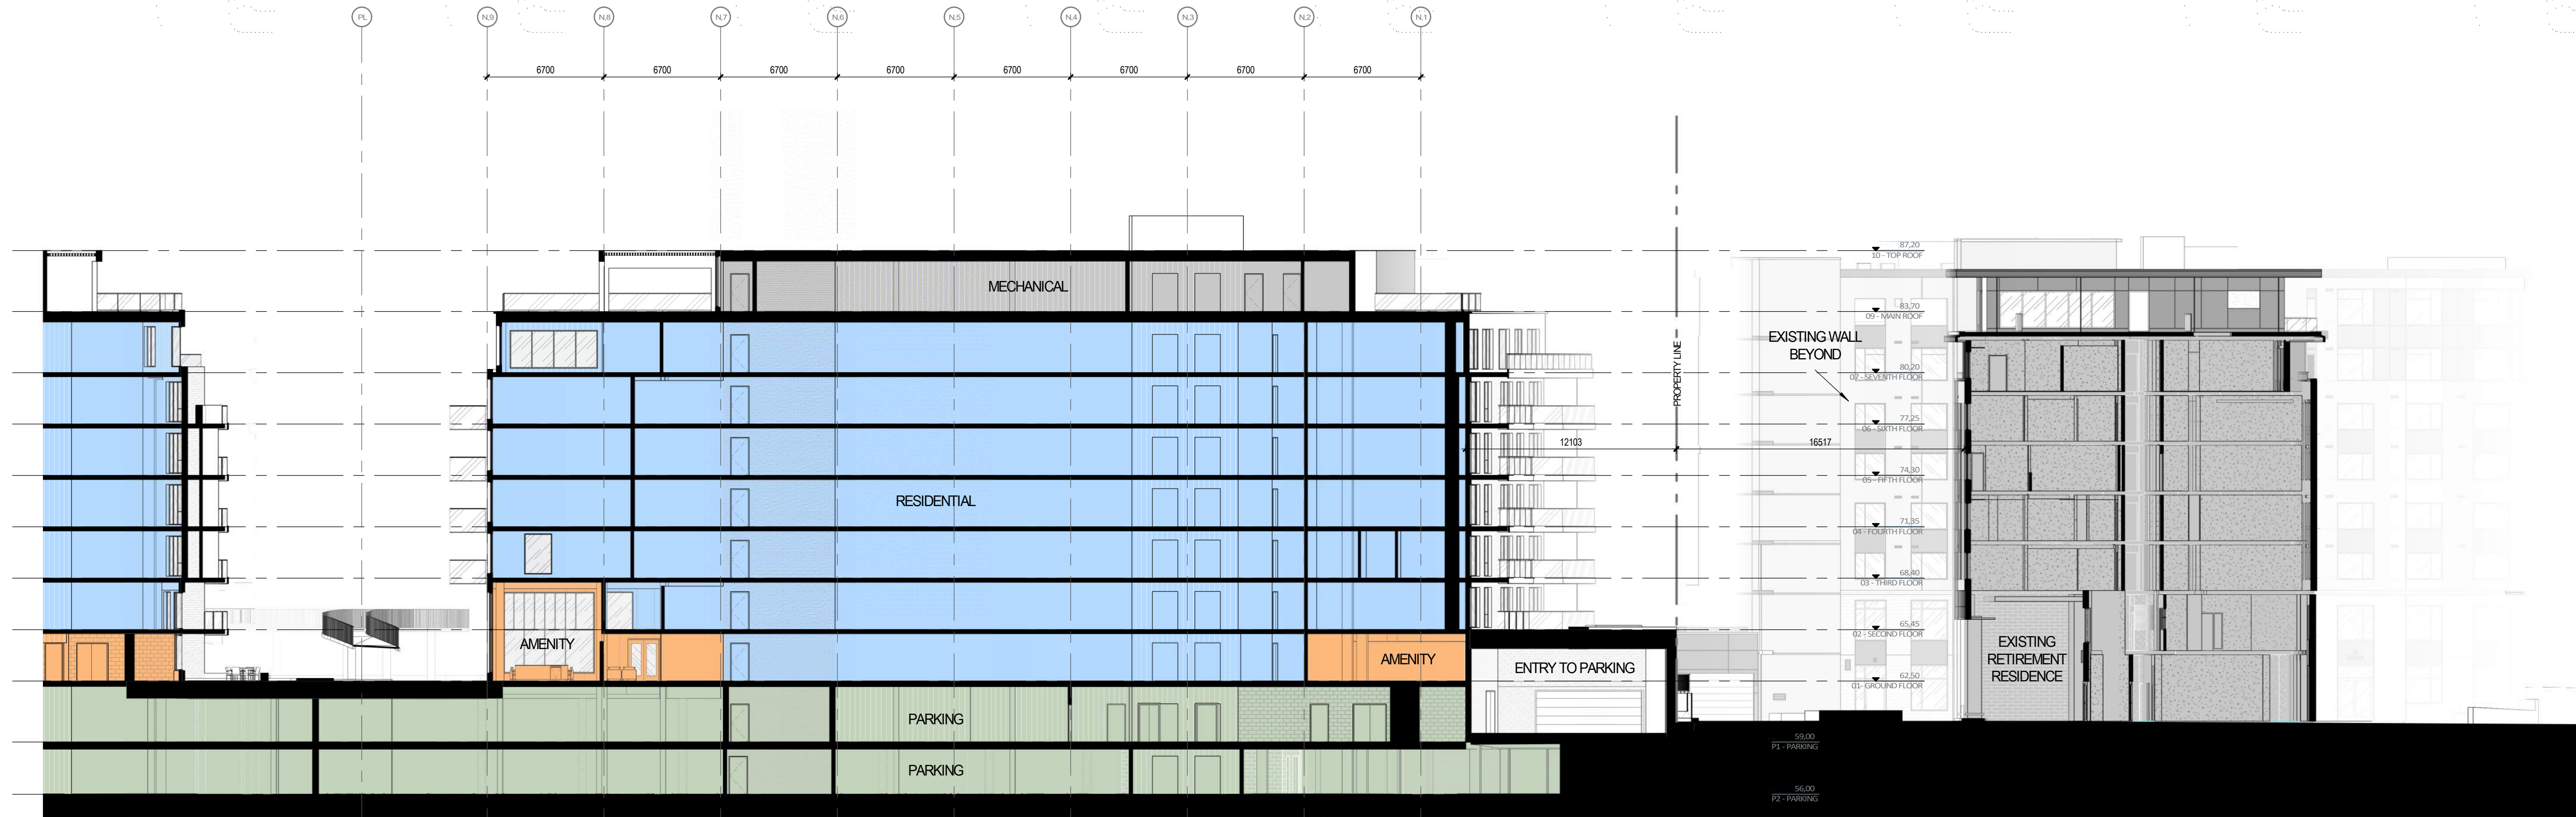 PL
N,9
N,8
N,7
N,6
N,5
N,4
N,3
N,2
N,1
6700
6700
6700
6700
6700
6700
6700
6700
87,20
10 - TOP ROOF
MECHANICAL
83,70
09 - MAIN ROOF
EXISTING WALL
BEYOND
PROPERTY LINE
80,20
07 - SEVENTH FLOOR
77,25
06 - SIXTH FLOOR
12103
16517
74,30
05 - FIFTH FLOOR
RESIDENTIAL
71,35
04 - FOURTH FLOOR
68,40
03 - THIRD FLOOR
65,45
02 - SECOND FLOOR
AMENITY
AMENITY
ENTRY TO PARKING
EXISTING
RETIREMENT
RESIDENCE
62,50
01- GROUND FLOOR
PARKING
59,00
P1 - PARKING
PARKING
56,00
P2 - PARKING